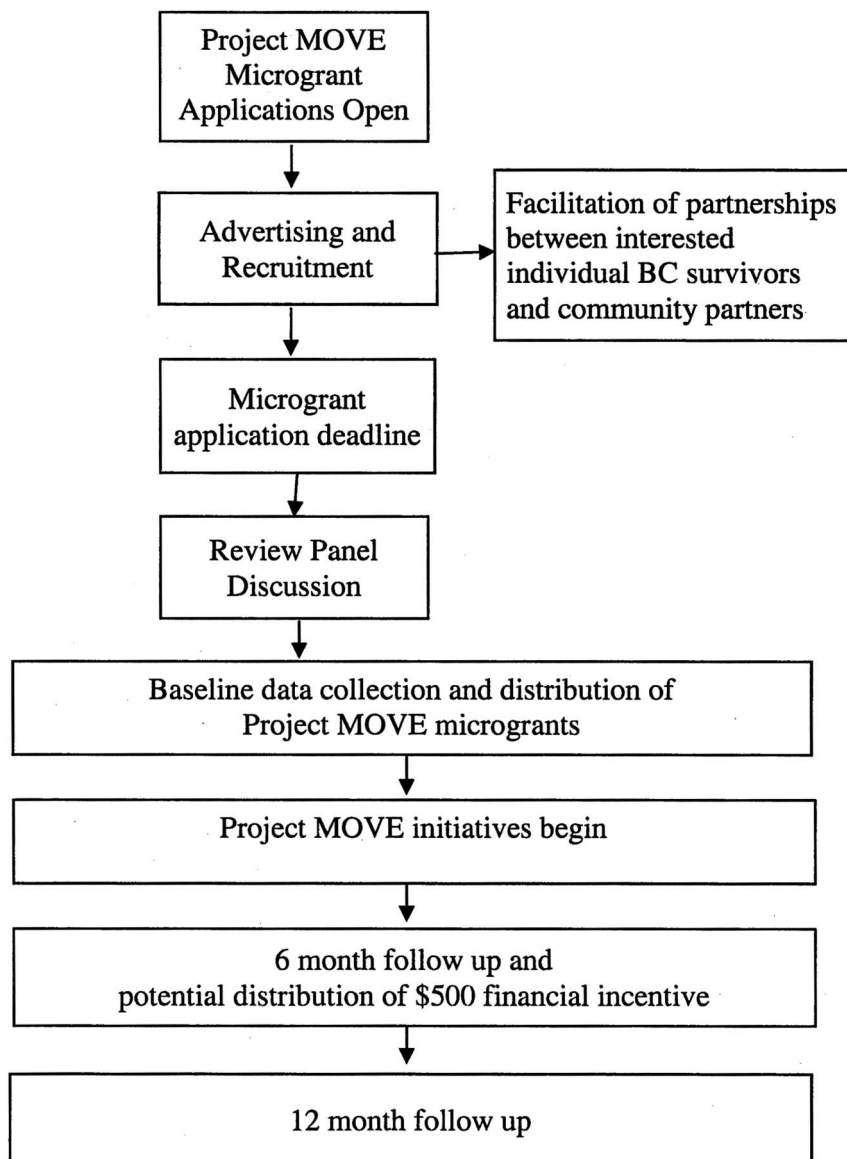 Project MOVE
Microgrant
Applications Open
Advertising and
Recruitment
Facilitation of partnerships
between interested
individual BC survivors
and community partners
Microgrant
application deadline
Review Panel
Discussion
Baseline data collection and distribution of
Project MOVE microgrants
Project MOVE initiatives begin
6 month follow up and
potential distribution of $500 financial incentive
12 month follow up